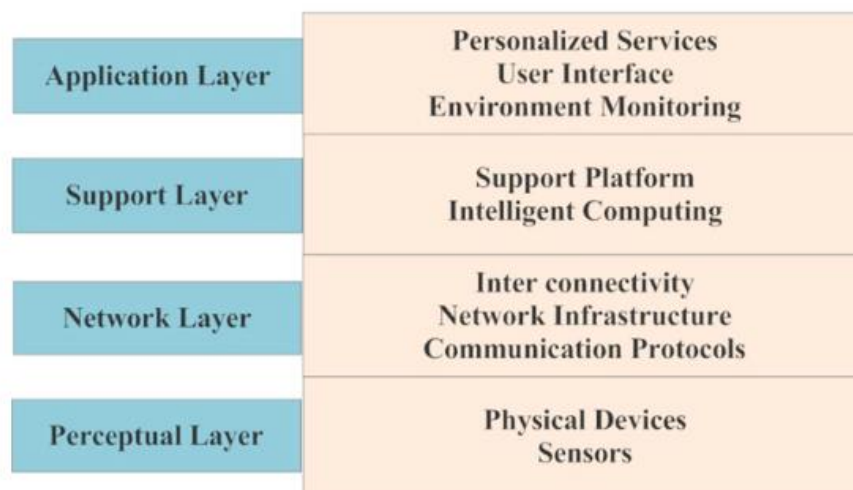 Application Layer
Personalized Services
User Interface
Environment Monitoring
Support Layer
Support Platform
Intelligent Computing
Network Layer
Inter connectivity
Network Infrastructure
Communication Protocols
Perceptual Layer
Physical Devices
Sensors